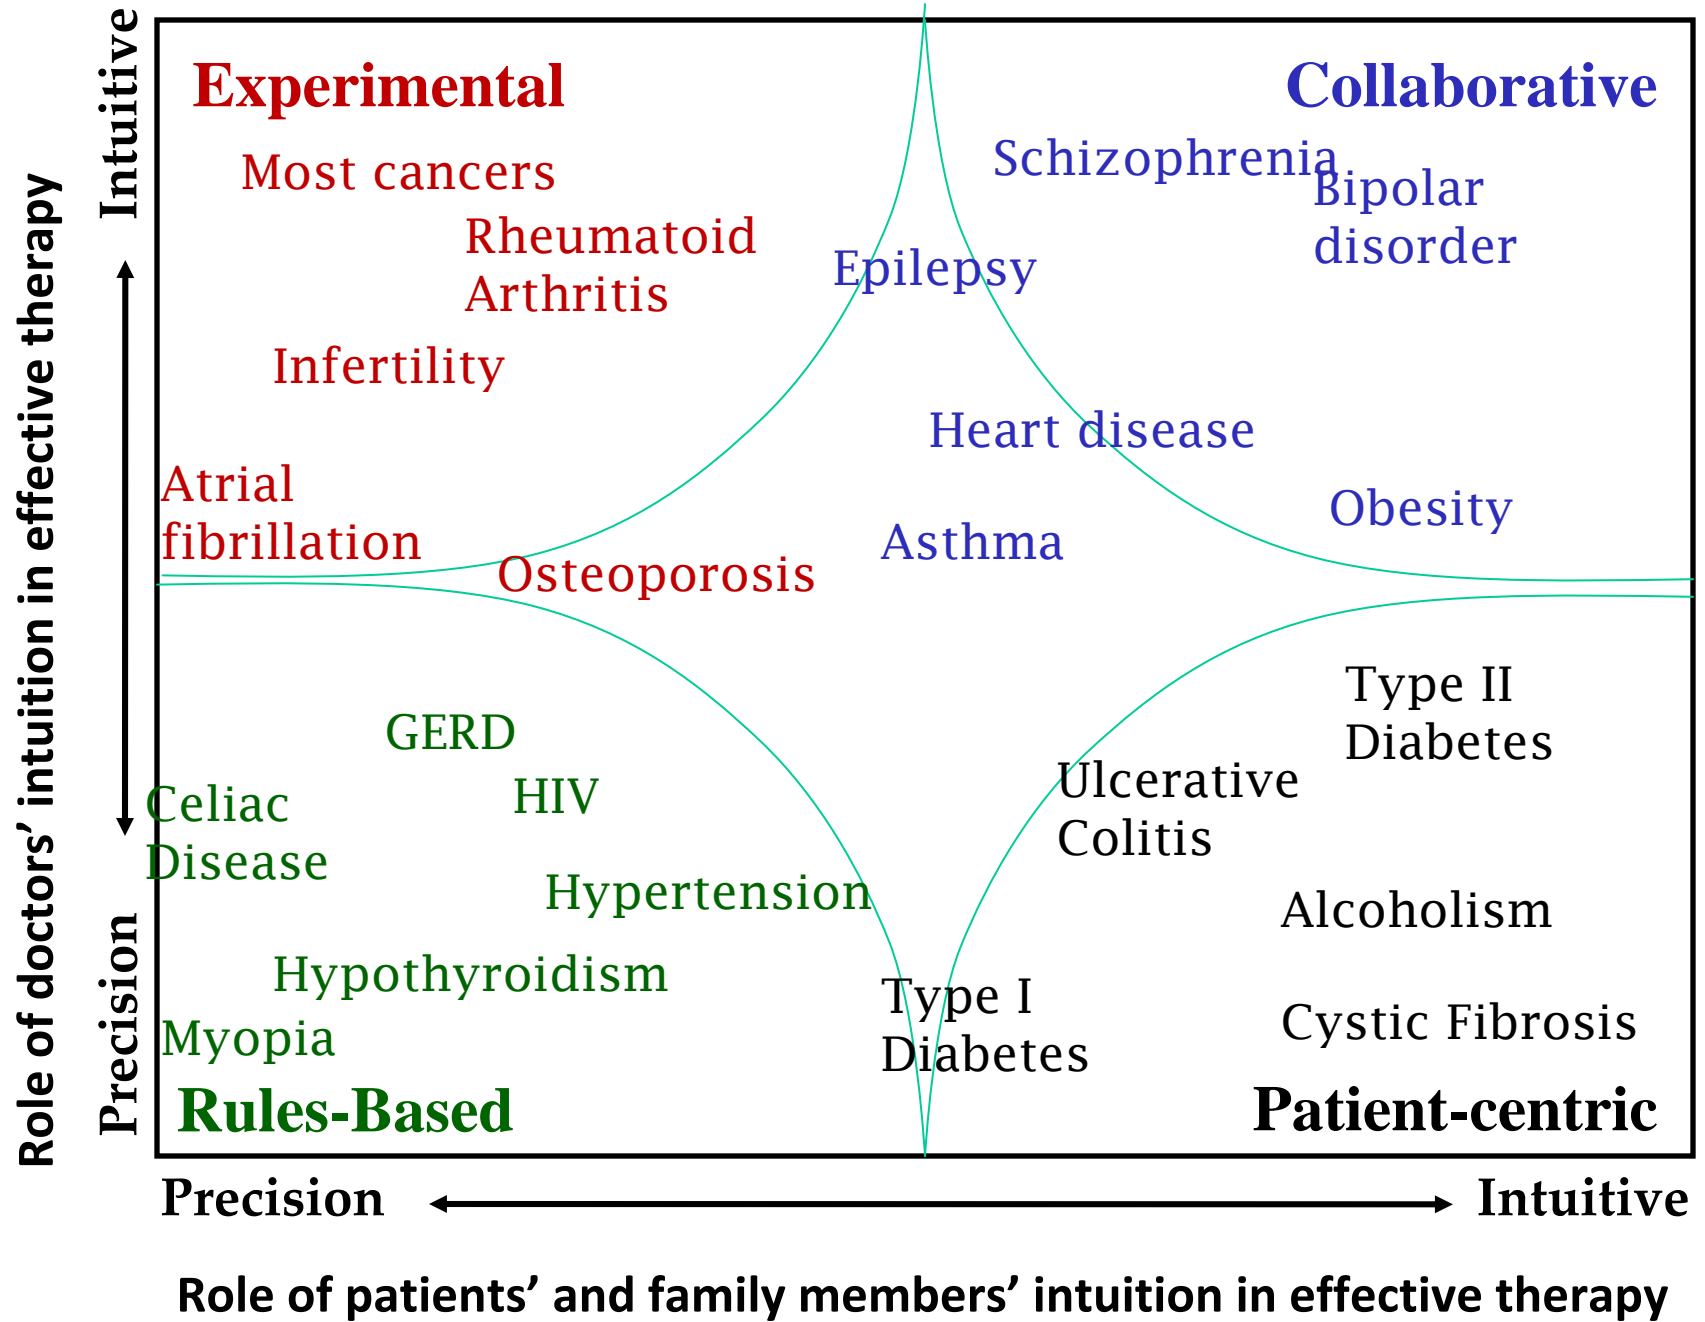 Role of doctors’ intuition in effective therapy
Intuitive
Precision
Experimental
Most cancers
Rheumatoid
Arthritis
Infertility
Atrial
fibrillation
Osteoporosis
Collaborative
Schizophrenia
Bipolar
disorder
Epilepsy
Heart disease
Asthma
Obesity
GERD
HIV
Celiac
Disease
Hypertension
Hypothyroidism
Myopia
Rules-Based
Type II
Diabetes
Ulcerative
Colitis
Alcoholism
Type I
Diabetes
Cystic Fibrosis
Patient-centric
Precision
Intuitive
Role of patients’ and family members’ intuition in effective therapy